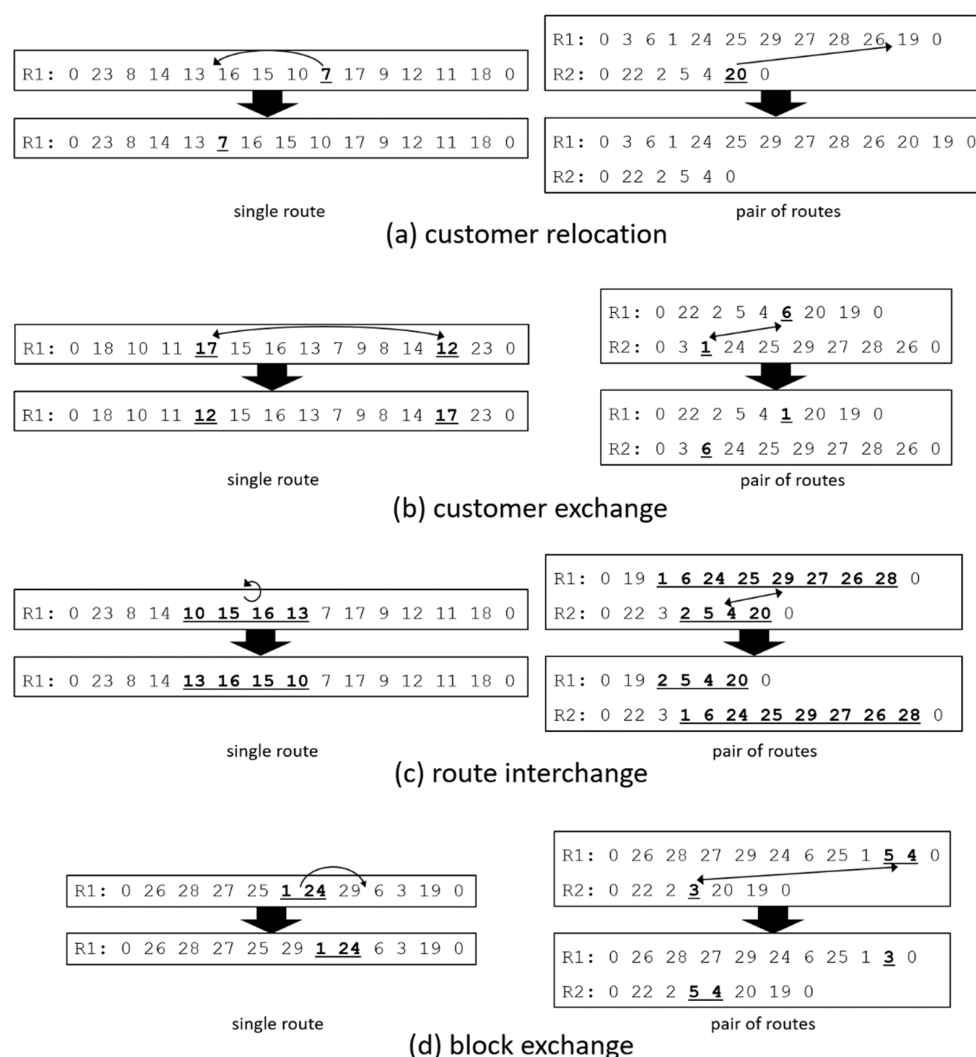 R1: 0 23 8 14 13 16 15 10 7 17 9 12 11 18 0
R1: 0 23 8 14 13 7 16 15 10 17 9 12 11 18 0
single route
R1: 0 3 6 1 24 25 29 27 28 26 19 0
R2: 0 22 2 5 4 20 0
R1: 0 3 6 1 24 25 29 27 28 26 20 19 0
R2: 0 22 2 5 4 0
pair of routes
(a) customer relocation
R1: 0 18 10 11 17 15 16 13 7 9 8 14 12 23 0
R1: 0 18 10 11 12 15 16 13 7 9 8 14 17 23 0
single route
R1: 0 22 2 5 4 6 20 19 0
R2: 0 3 1 24 25 29 27 28 26 0
R1: 0 22 2 5 4 1 20 19 0
R2: 0 3 6 24 25 29 27 28 26 0
pair of routes
(b) customer exchange
R1: 0 23 8 14 10 15 16 13 7 17 9 12 11 18 0
R1: 0 23 8 14 13 16 15 10 7 17 9 12 11 18 0
single route
R1: 0 19 1 6 24 25 29 27 26 28 0
R2: 0 22 3 2 5 4 20 0
R1: 0 19 2 5 4 20 0
R2: 0 22 3 1 6 24 25 29 27 26 28 0
pair of routes
(c) route interchange
R1: 0 26 28 27 25 1 24 29 6 3 19 0
R1: 0 26 28 27 25 29 1 24 6 3 19 0
single route
R1: 0 26 28 27 29 24 6 25 1 5 4 0
R2: 0 22 2 3 20 19 0
R1: 0 26 28 27 29 24 6 25 1 3 0
R2: 0 22 2 5 4 20 19 0
pair of routes
(d) block exchange